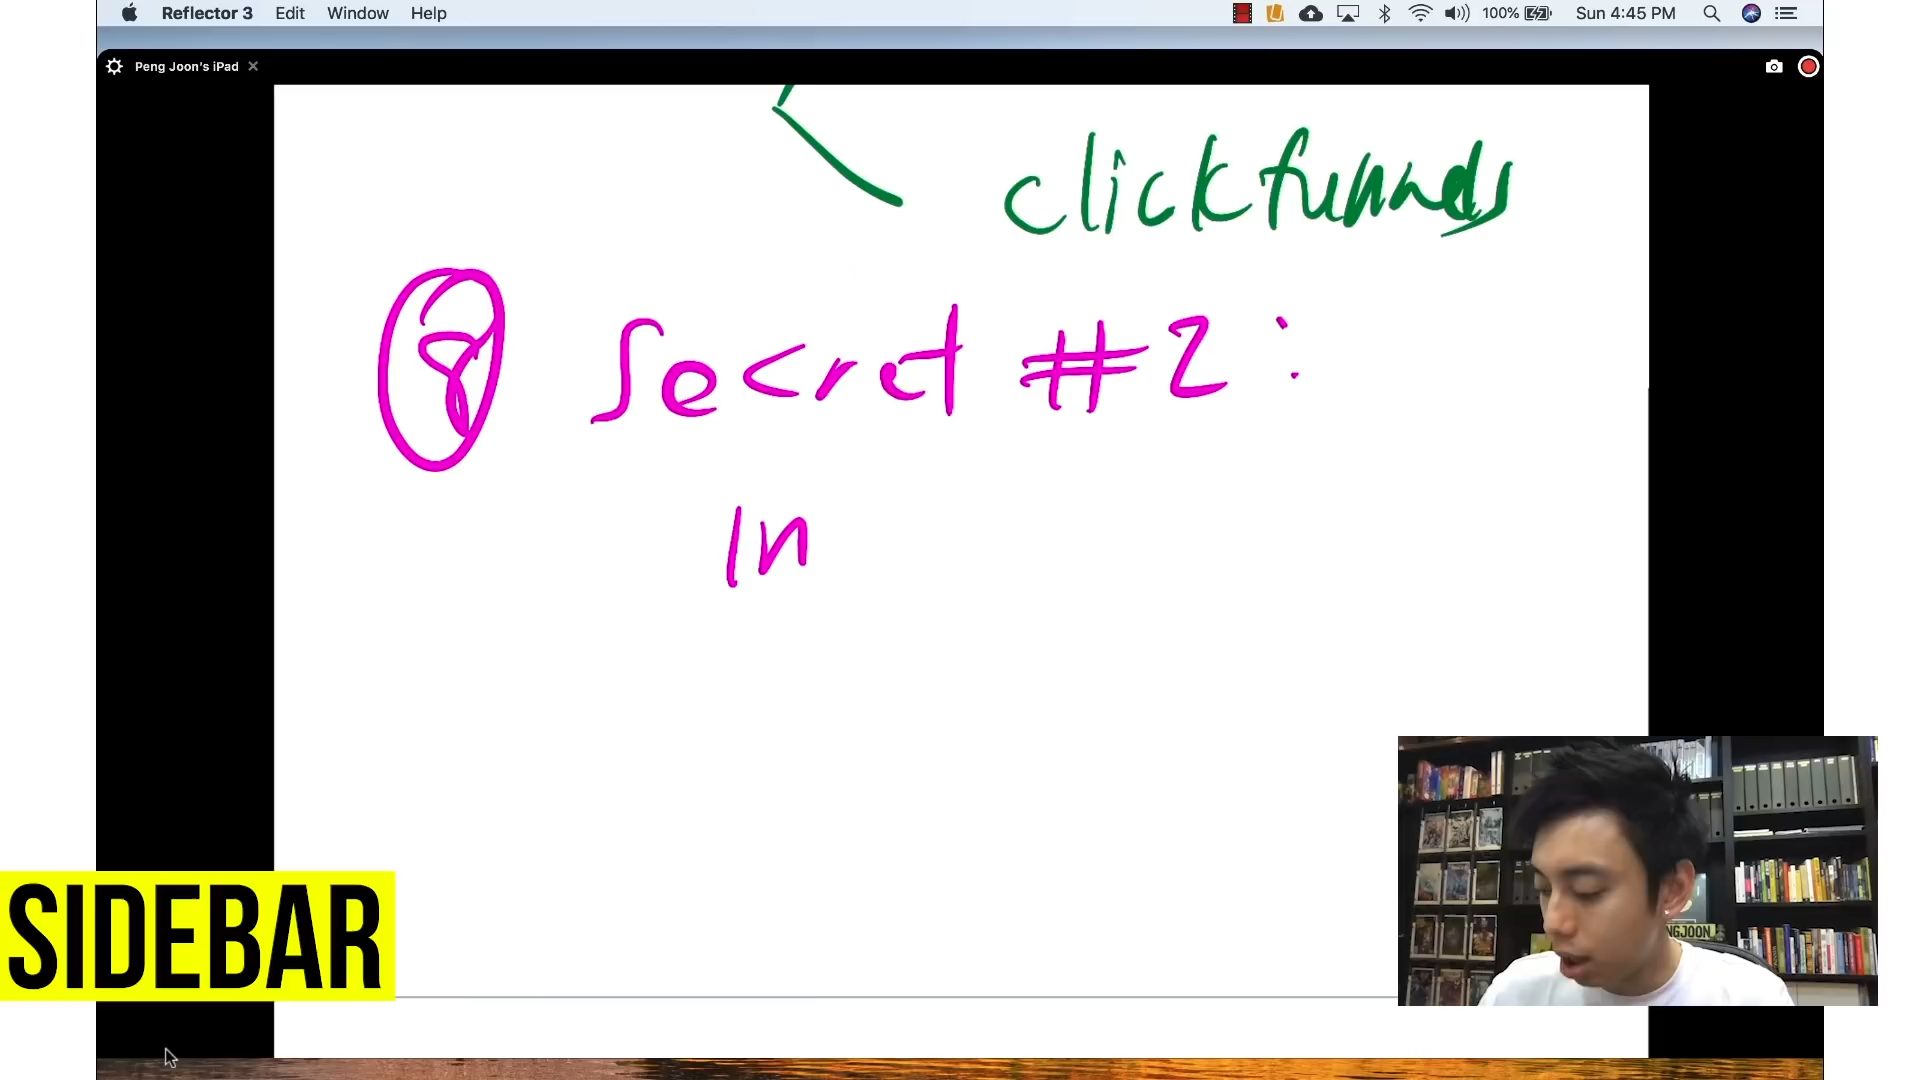 Reflector 3 Edit Window Help 100% Sun 4:45 PM
Peng Joon's iPad
clickfunnels
8 Secret #2:
In
SIDEBAR
NGJOON